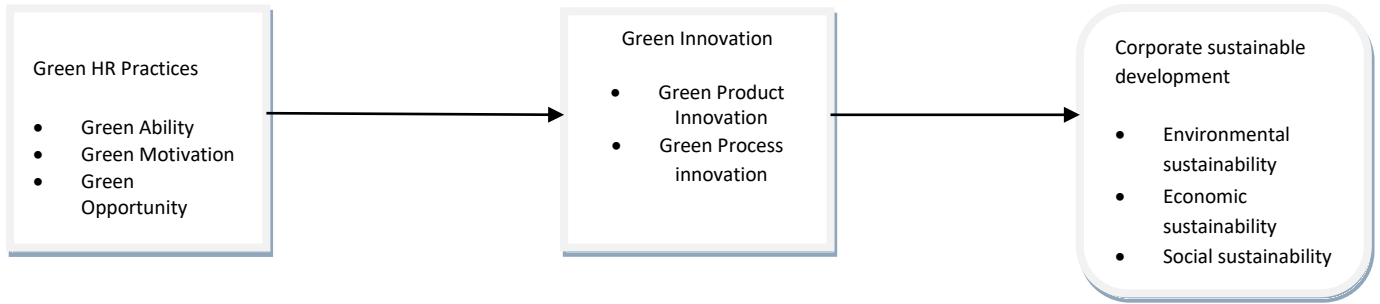 Green HR Practices
• Green Ability
• Green Motivation
• Green
Opportunity
Green Innovation
• Green Product
Innovation
• Green Process
innovation
Corporate sustainable
development
• Environmental
sustainability
• Economic
sustainability
• Social sustainability